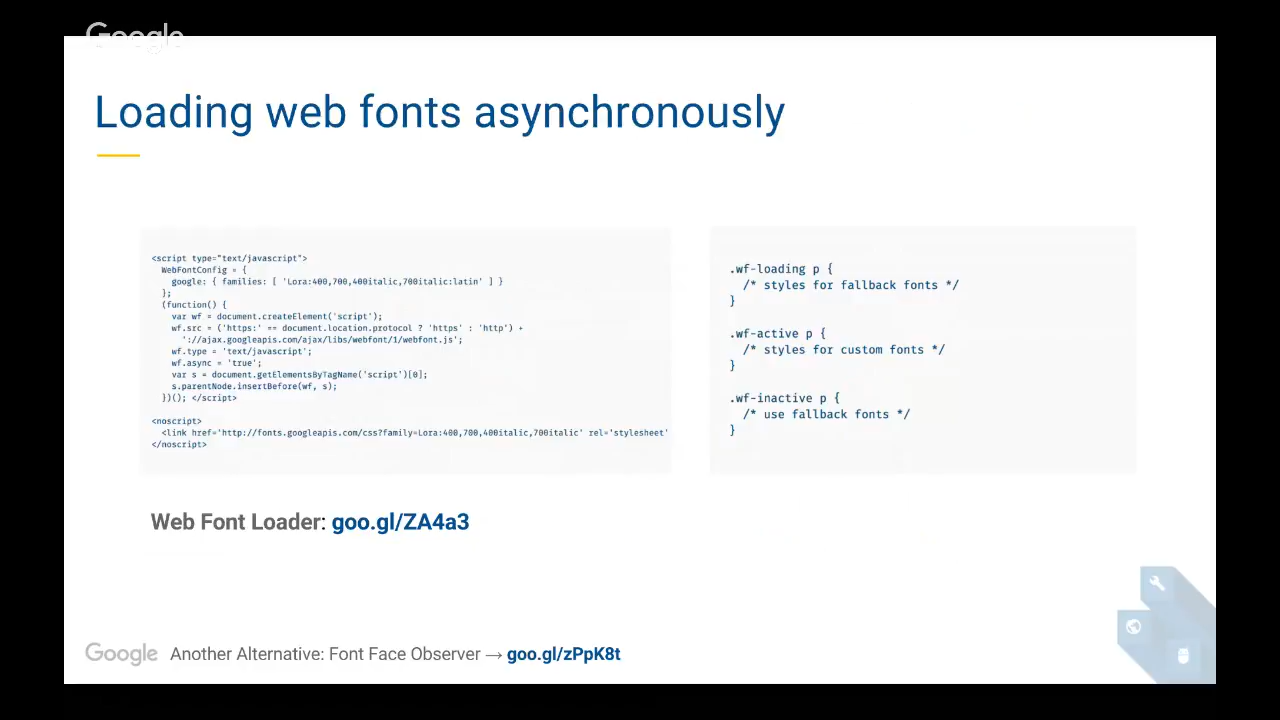 Google
Loading web fonts asynchronously
<script type="text/javascript">
WebFontConfig = {
google: { families: [ 'Lora:400,700,400italic,700italic:latin' ] }
};
(function() {
var wf = document.createElement('script');
wf.src = ('https:' == document.location.protocol ? 'https' : 'http') +
'://ajax.googleapis.com/ajax/libs/webfont/1/webfont.js';
wf.type = 'text/javascript';
wf.async = 'true';
var s = document.getElementsByTagName('script')[0];
s.parentNode.insertBefore(wf, s);
})(); </script>
<noscript>
<link href='http://fonts.googleapis.com/css?family=Lora:400,700,400italic,700italic' rel='stylesheet'
</noscript>
.wf-loading p {
/* styles for fallback fonts */
}
.wf-active p {
/* styles for custom fonts */
}
.wf-inactive p {
/* use fallback fonts */
}
Web Font Loader: goo.gl/ZA4a3
Google Another Alternative: Font Face Observer → goo.gl/zPpK8t